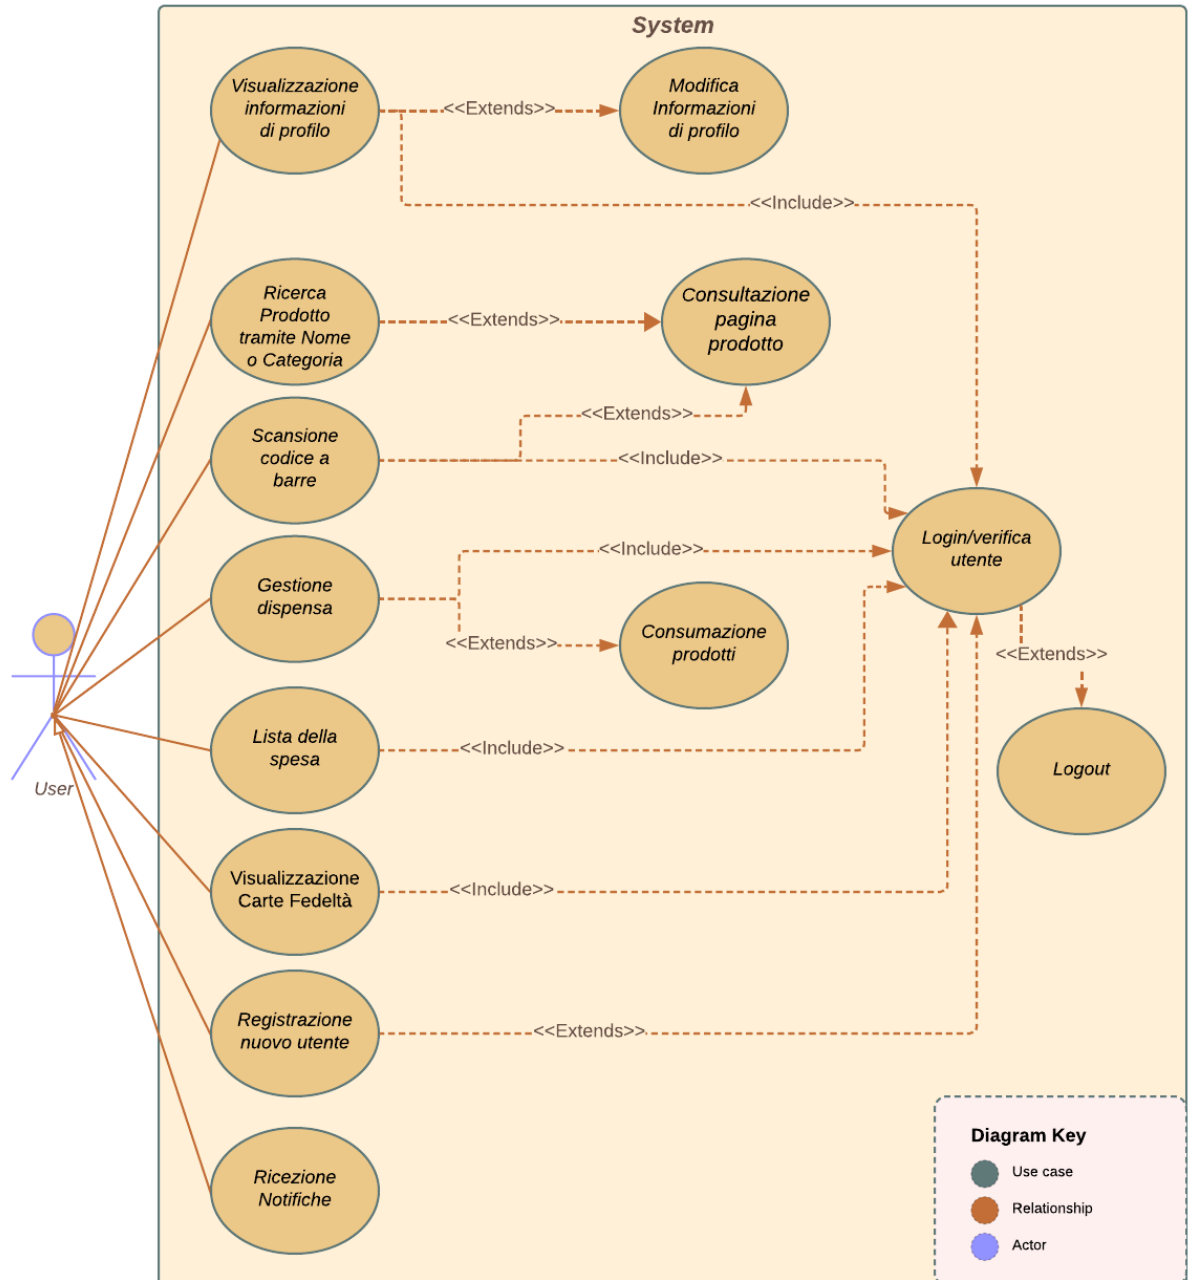 System
Visualizzazione
informazioni
di profilo
<<Extends>>
Modifica
Informazioni
di profilo
<<Include>>
Ricerca
Prodotto
tramite Nome
o Categoria
<<Extends>>
Consultazione
pagina
prodotto
<<Extends>>
Scansione
codice a
barre
<<Include>>
Login/verifica
utente
<<Include>>
Gestione
dispensa
<<Extends>>
Consumazione
prodotti
<<Extends>>
Lista della
spesa
<<Include>>
Logout
User
Visualizzazione
Carte Fedeltà
<<Include>>
Registrazione
nuovo utente
<<Extends>>
Ricezione
Notifiche
Diagram Key
Use case
Relationship
Actor